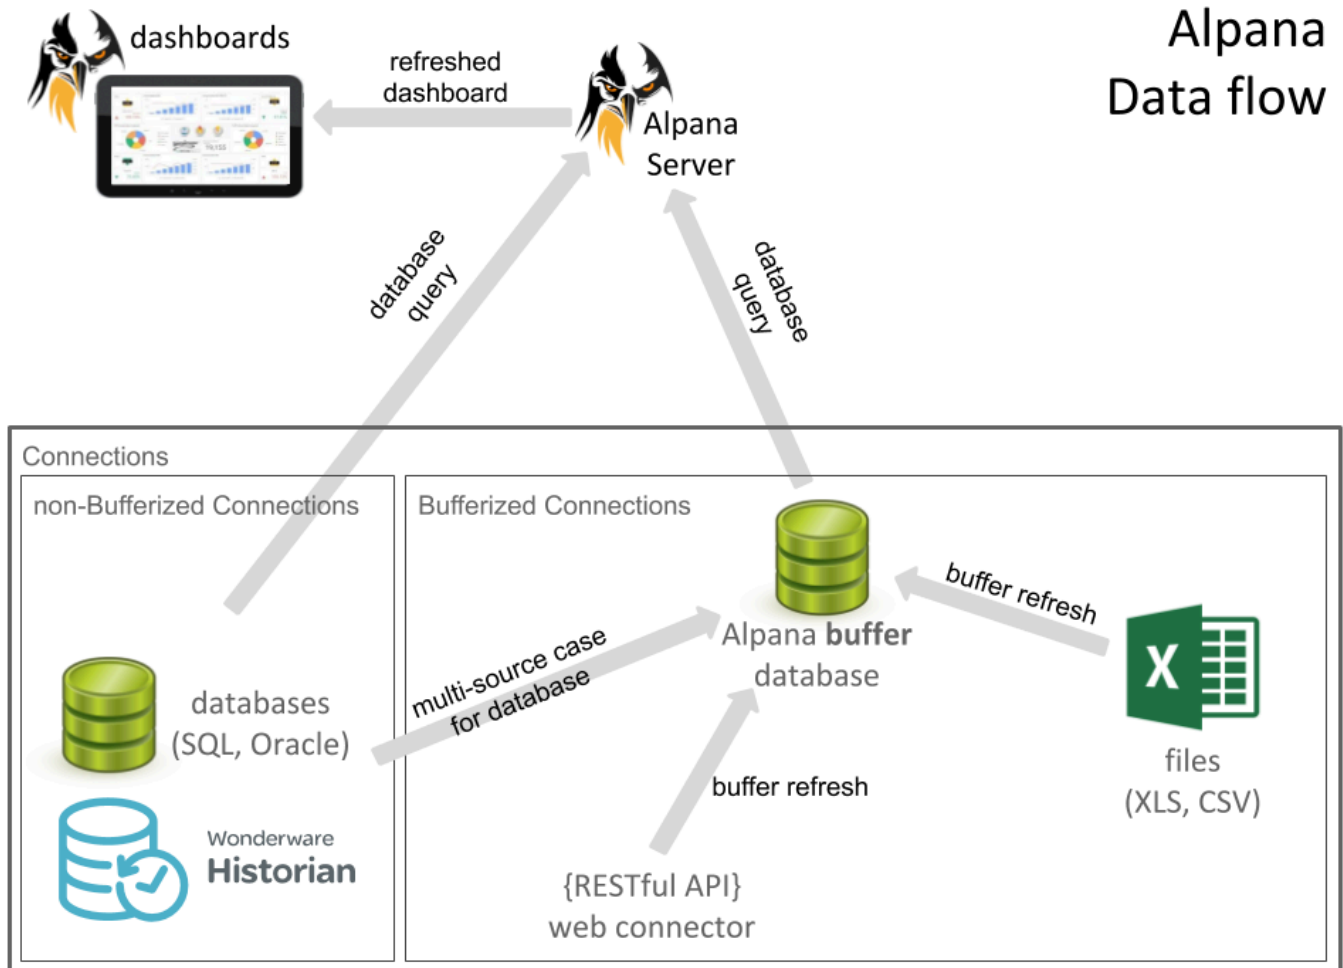 Alpana
Data flow
dashboards
refreshed
dashboard
Alpana
Server
database
query
database
query
Connections
non-Bufferized Connections
Bufferized Connections
buffer refresh
multi-source case
for database
Alpana buffer
database
databases
(SQL, Oracle)
X
files
(XLS, CSV)
buffer refresh
Wonderware
Historian
{RESTful API}
web connector